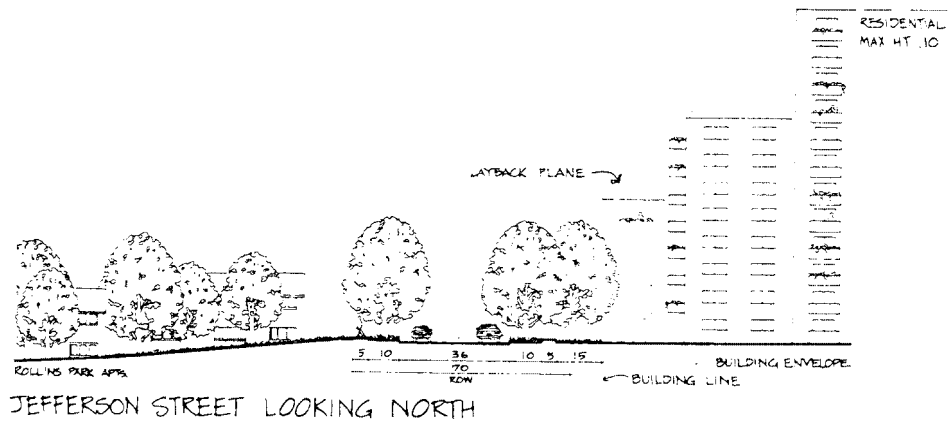 RESIDENTIAL
MAX HT .10
LAYBACK PLANE
5 10 36 10 5 15
70
ROW
BUILDING ENVELOPE
BUILDING LINE
ROLLINS PARK APTS.
JEFFERSON STREET LOOKING NORTH